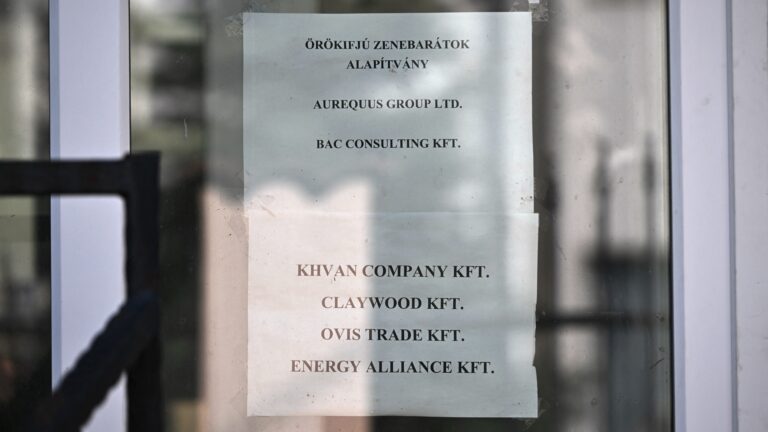 ÖRÖKIFJÚ ZENEBARÁTOK
ALAPÍTVÁNY
AUREQUUS GROUP LTD.
BAC CONSULTING KFT.
KHVAN COMPANY KFT.
CLAYWOOD KFT.
OVIS TRADE KFT.
ENERGY ALLIANCE KFT.